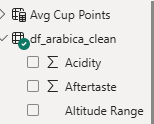 Avg Cup Points
df_arabica_clean
Acidity
Aftertaste
Altitude Range